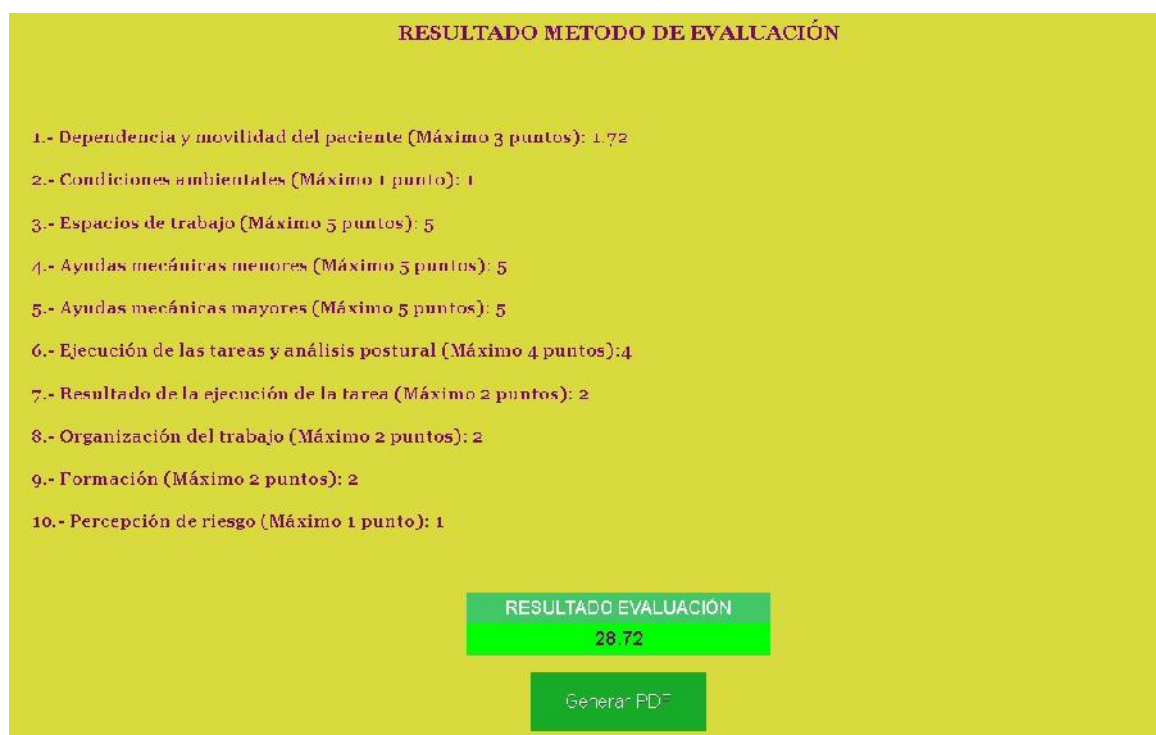 RESULTADO METODO DE EVALUACIÓN
1.- Dependencia y movilidad del paciente (Máximo 3 puntos): 1.72
2.- Condiciones ambientales (Máximo 1 punto): 1
3.- Espacios de trabajo (Máximo 5 puntos): 5
4.- Ayudas mecánicas menores (Máximo 5 puntos): 5
5.- Ayudas mecánicas mayores (Máximo 5 puntos): 5
6.- Ejecución de las tareas y análisis postural (Máximo 4 puntos):4
7.- Resultado de la ejecución de la tarea (Máximo 2 puntos): 2
8.- Organización del trabajo (Máximo 2 puntos): 2
9.- Formación (Máximo 2 puntos): 2
10.- Percepción de riesgo (Máximo 1 punto): 1
RESULTADO EVALUACIÓN
28.72
Generar PDF